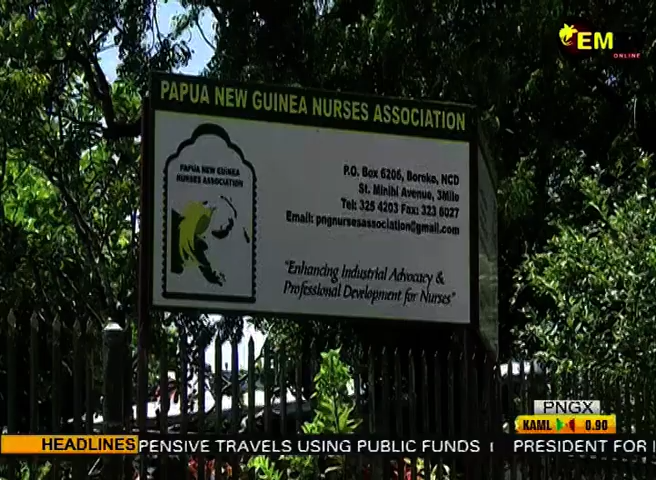 EM
ONLINE
PAPUA NEW GUINEA NURSES ASSOCIATION
PAPUA NEW GUINEA
NURSES ASSOCIATION
P.O. Box 6206, Boroko, NCD
St. Minihi Avenue, 3Mile
Tel: 325 4203 Fax: 323 6027
Email: pngnursesassociation@gmail.com
"Enhancing Industrial Advocacy &
Professional Development for Nurses"
PNGX
KAML 0.90
HEADLINES PENSIVE TRAVELS USING PUBLIC FUNDS PRESIDENT FOR